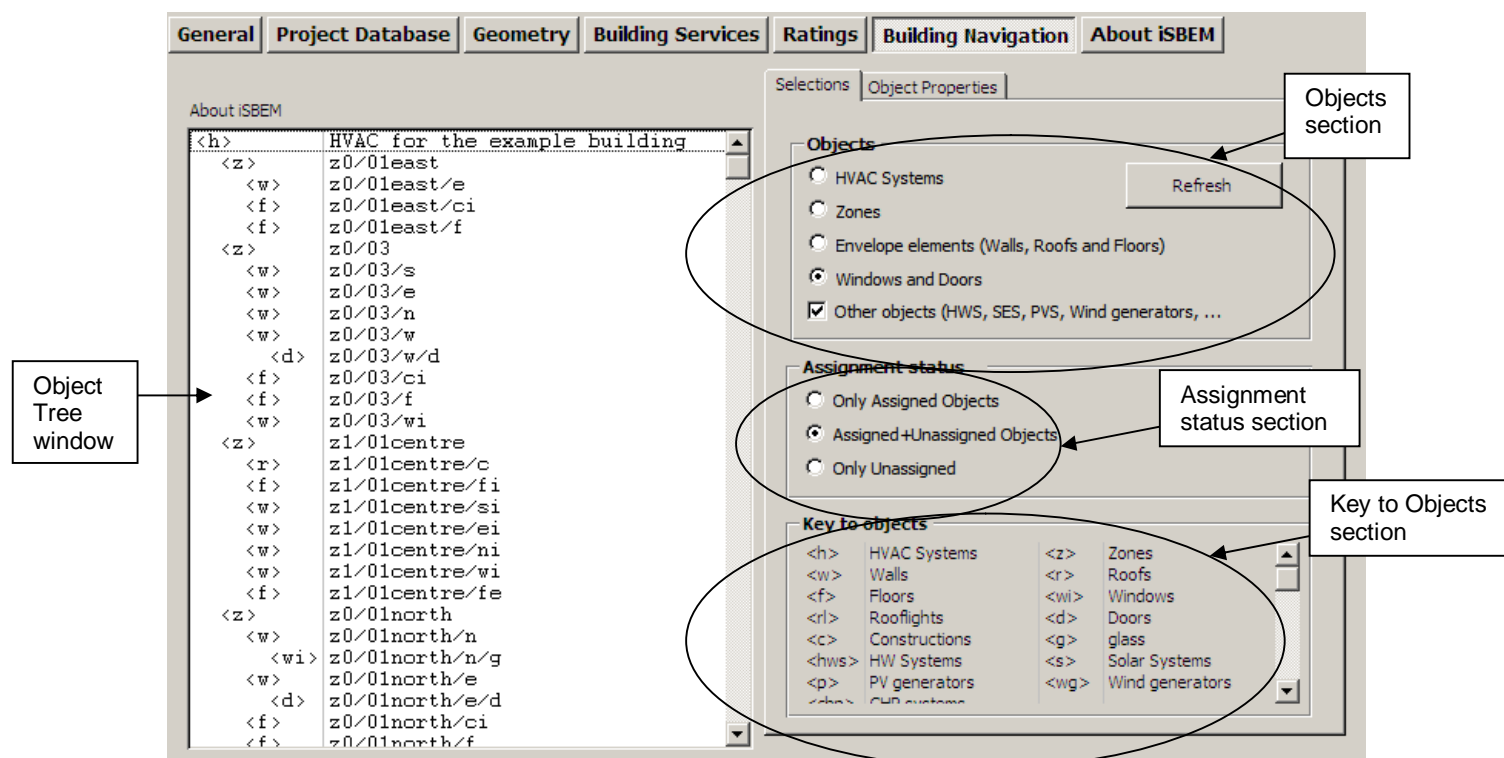 General Project Database Geometry Building Services Ratings Building Navigation About iSBEM
Selections Object Properties
About iSBEM
<h> HVAC for the example building
<z> z0/01east
<w> z0/01east/e
<f> z0/01east/ci
<f> z0/01east/f
<z> z0/03
<w> z0/03/s
<w> z0/03/e
<w> z0/03/n
<w> z0/03/w
<d> z0/03/w/d
<f> z0/03/ci
<f> z0/03/f
<w> z0/03/wi
<z> z1/01centre
<r> z1/01centre/c
<f> z1/01centre/fi
<w> z1/01centre/si
<w> z1/01centre/ei
<w> z1/01centre/ni
<w> z1/01centre/wi
<f> z1/01centre/fe
<z> z0/01north
<w> z0/01north/n
<wi> z0/01north/n/g
<w> z0/01north/e
<d> z0/01north/e/d
<f> z0/01north/ci
<f> z0/01north/f
Object
Tree
window
Objects
HVAC Systems
Refresh
Zones
Envelope elements (Walls, Roofs and Floors)
Windows and Doors
Other objects (HWS, SES, PVS, Wind generators, ...
Objects
section
Assignment status
Only Assigned Objects
Assigned+Unassigned Objects
Only Unassigned
Assignment
status section
Key to objects
<h> HVAC Systems <z> Zones
<w> Walls <r> Roofs
<f> Floors <wi> Windows
<rl> Rooflights <d> Doors
<c> Constructions <g> glass
<hws> HW Systems <s> Solar Systems
<p> PV generators <wg> Wind generators
<chp> CHP systems
Key to Objects
section